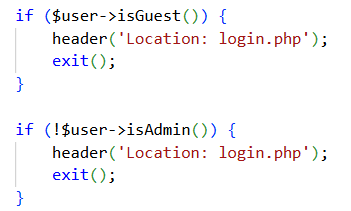 if ($user->isGuest()) {
    header('Location: login.php');
    exit();
}

if (!$user->isAdmin()) {
    header('Location: login.php');
    exit();
}